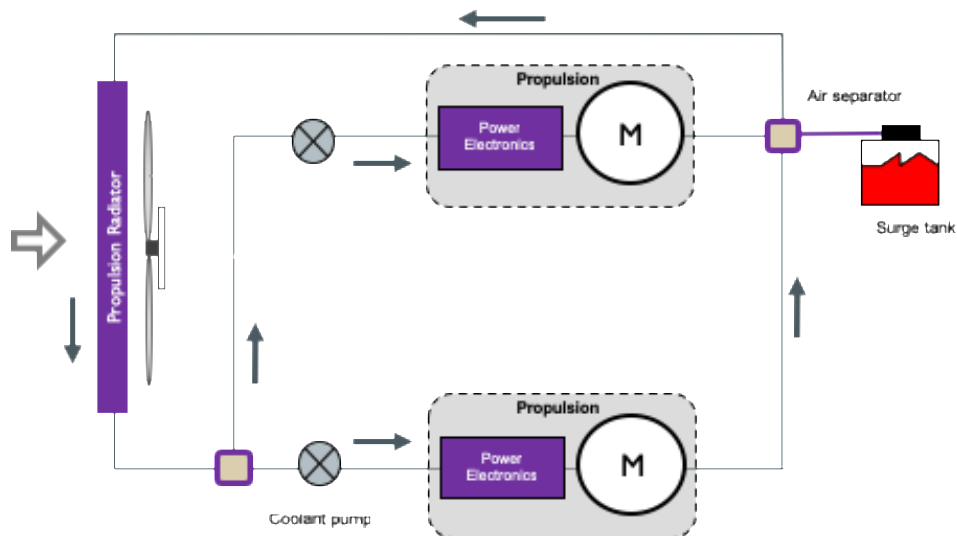 Propulsion
Air separator
Power
Electronics
M
Surge tank
Propulsion Radiator
Propulsion
Power
Electronics
M
Coolant pump